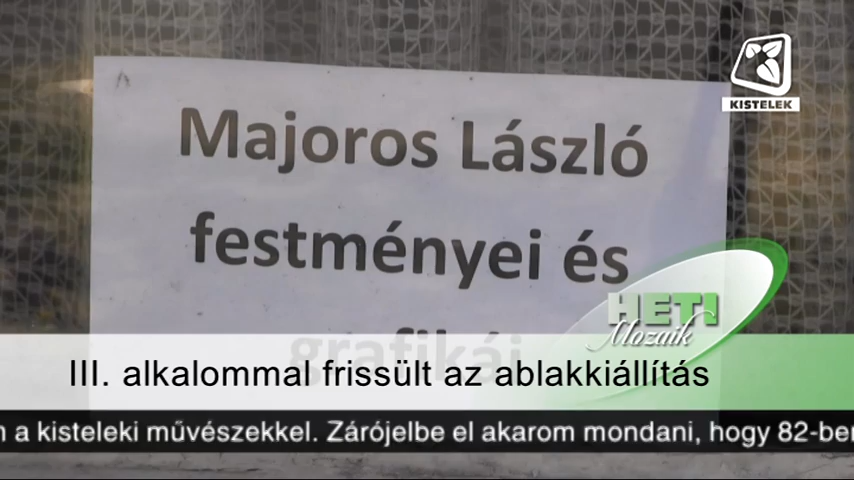 KISTELEK
Majoros László
festményei és
grafikái
HETI
Mozaik
III. alkalommal frissült az ablakkiállítás
a kisteleki művészekkel. Zárójelbe el akarom mondani, hogy 82-ben